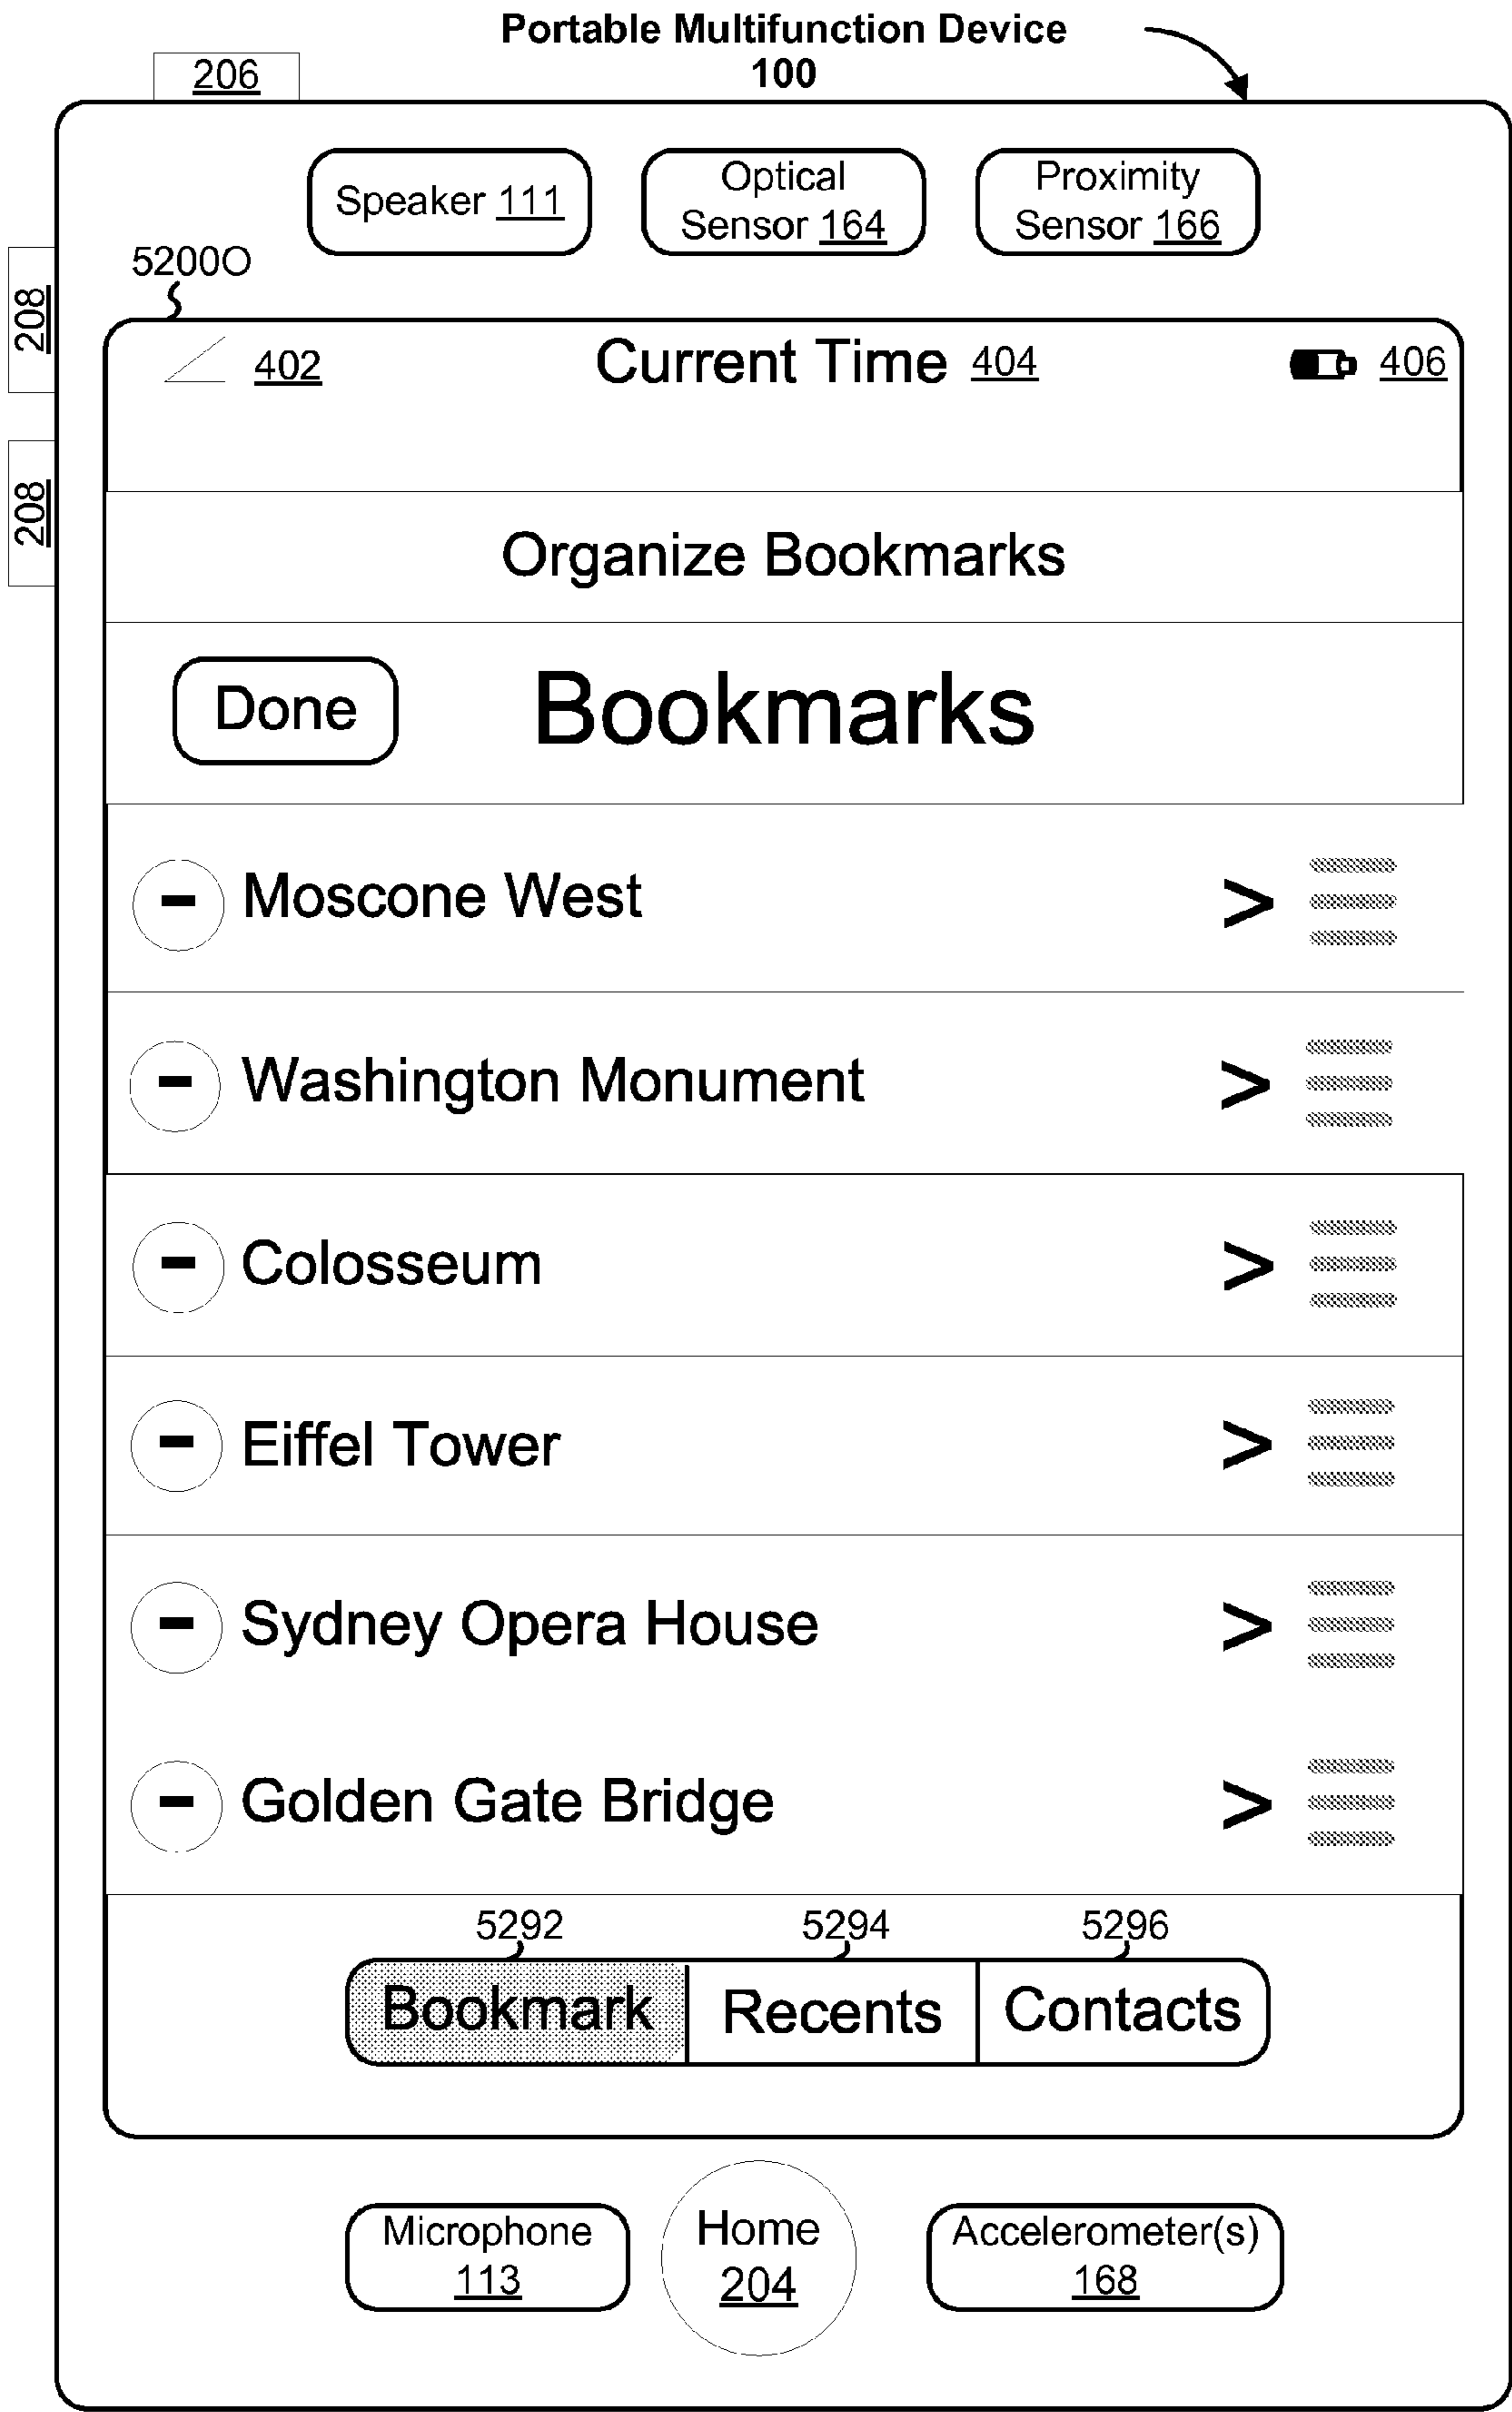 Portable Multifunction Device
100
206
Speaker 111
Optical
Sensor 164
Proximity
Sensor 166
5200O
208
208
402
Current Time 404
406
Organize Bookmarks
Done
Bookmarks
- Moscone West >
- Washington Monument >
- Colosseum >
- Eiffel Tower >
- Sydney Opera House >
- Golden Gate Bridge >
5292
5294
5296
Bookmark
Recents
Contacts
Microphone
113
Home
204
Accelerometer(s)
168